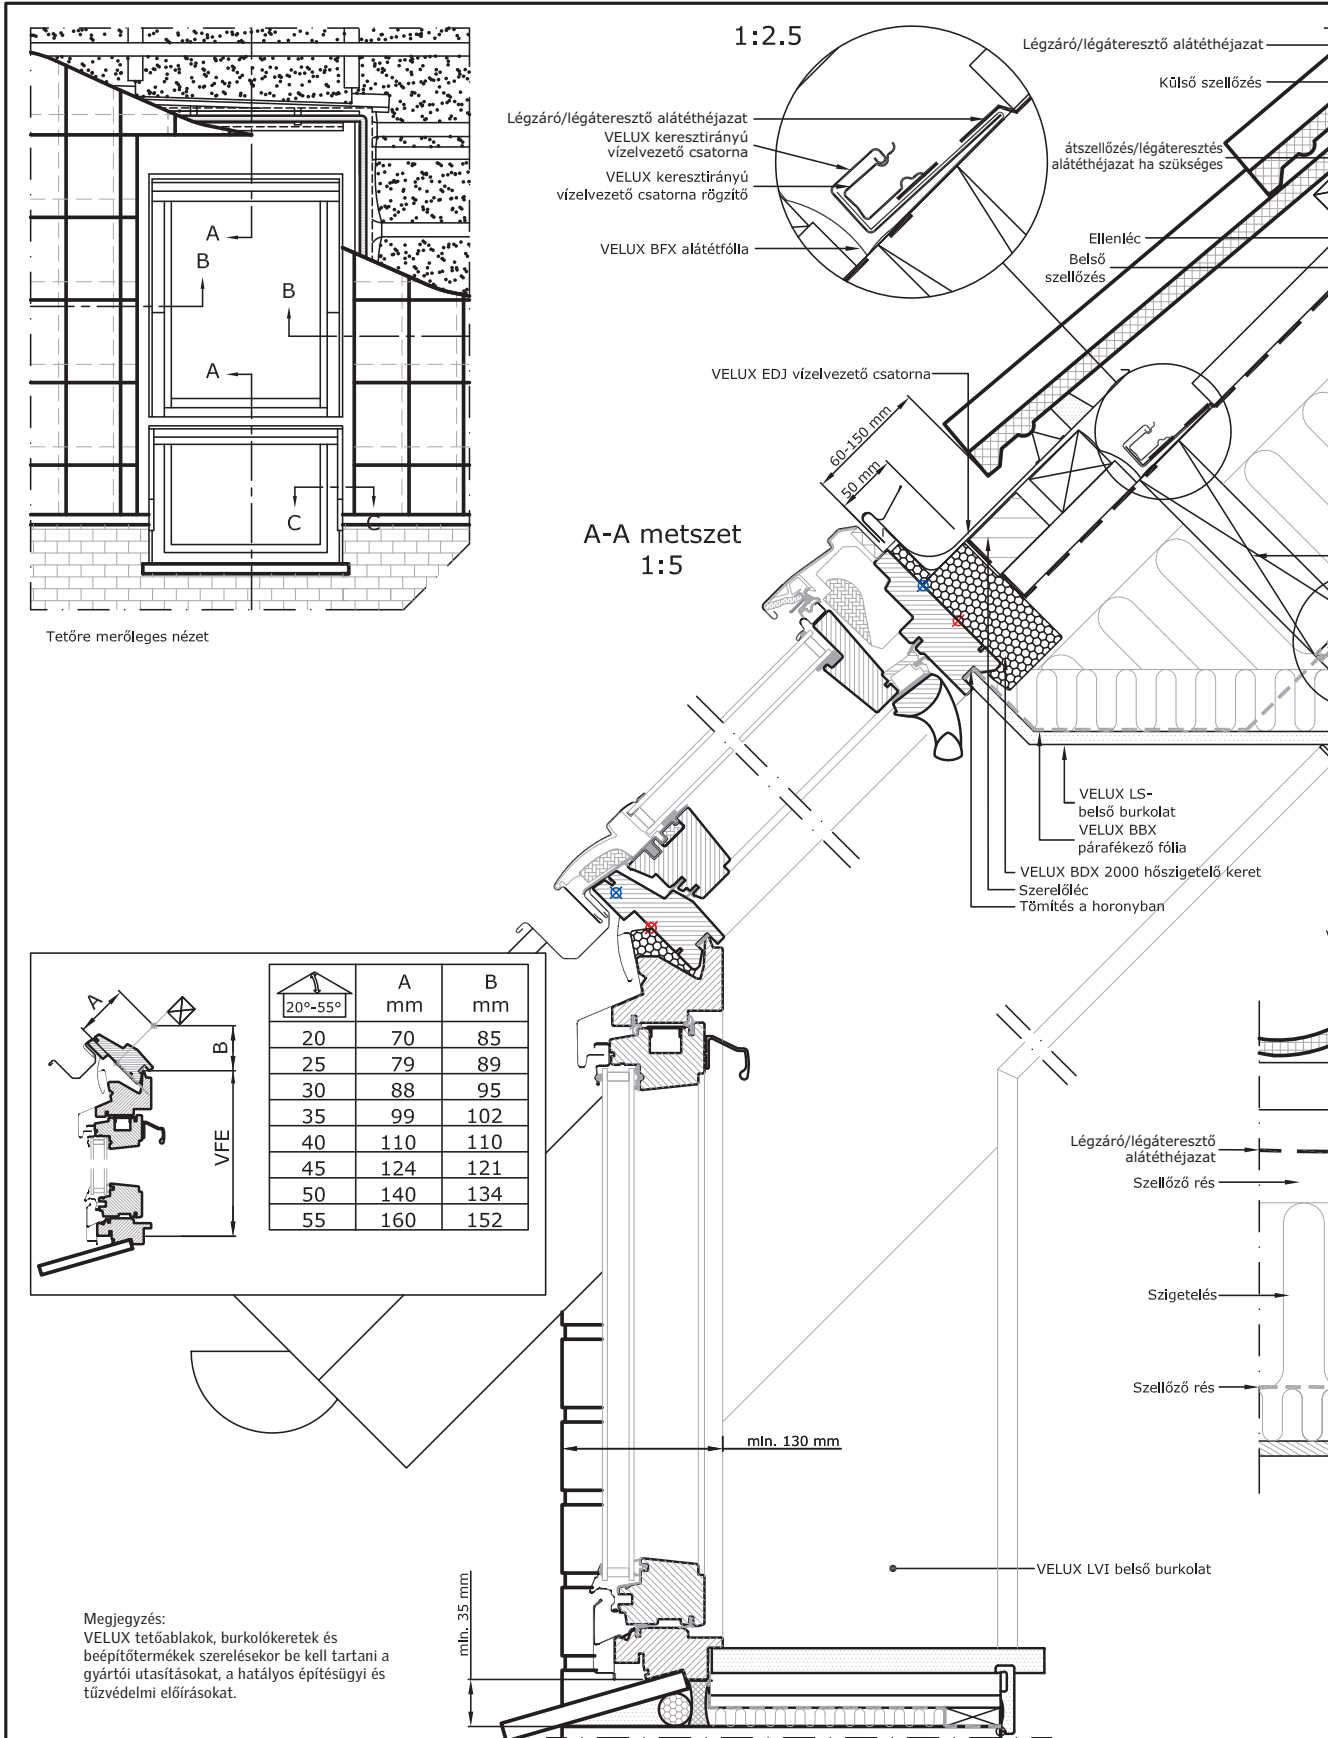 1:2.5
Légzáró/légáteresztő alátéthéjazat
VELUX keresztirányú
vízelvezető csatorna
VELUX keresztirányú
vízelvezető csatorna rögzítő
VELUX BFX alátétfólia
Légzáró/légáteresztő alátéthéjazat
Külső szellőzés
átszellőzés/légáteresztés
alátéthéjazat ha szükséges
Ellenléc
Belső
szellőzés
A
B
B
A
C
C
Tetőre merőleges nézet
VELUX EDJ vízelvezető csatorna
60-150 mm
50 mm
A-A metszet
1:5
VELUX LS-
belső burkolat
VELUX BBX
párafékező fólia
VELUX BDX 2000 hőszigetelő keret
Szerelőléc
Tömítés a horonyban
A
B
VFE
20°-55° A mm B mm
20 70 85
25 79 89
30 88 95
35 99 102
40 110 110
45 124 121
50 140 134
55 160 152
Légzáró/légáteresztő
alátéthéjazat
Szellőző rés
Szigetelés
Szellőző rés
min. 130 mm
VELUX LVI belső burkolat
min. 35 mm
Megjegyzés:
VELUX tetőablakok, burkolókeretek és
beépítőtermékek szerelésekor be kell tartani a
gyártói utasításokat, a hatályos építésügyi és
tűzvédelmi előírásokat.